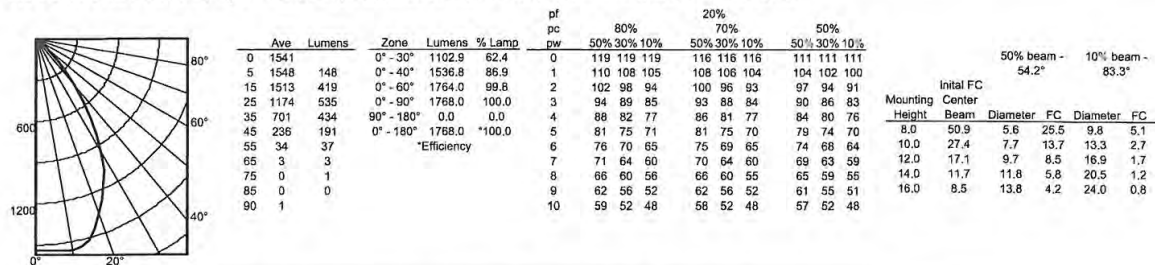 600
1200
0°
20°
40°
60°
80°
Ave Lumens
0 1541
5 1548 148
15 1513 419
25 1174 535
35 701 434
45 236 191
55 34 37
65 3 3
75 0 1
85 0 0
90 1
Zone Lumens % Lamp
0° - 30° 1102.9 62.4
0° - 40° 1536.8 86.9
0° - 60° 1764.0 99.8
0° - 90° 1768.0 100.0
90° - 180° 0.0 0.0
0° - 180° 1768.0 *100.0
*Efficiency
pf 20%
pc 80% 70% 50%
pw 50% 30% 10% 50% 30% 10% 50% 30% 10%
0 119 119 119 116 116 116 111 111 111
1 110 108 105 108 106 104 104 102 100
2 102 98 94 100 96 93 97 94 91
3 94 89 85 93 88 84 90 86 83
4 88 82 77 86 81 77 84 80 76
5 81 75 71 81 75 70 79 74 70
6 76 70 65 75 69 65 74 68 64
7 71 64 60 70 64 60 69 63 59
8 66 60 56 66 60 55 65 59 55
9 62 56 52 62 56 52 61 55 51
10 59 52 48 58 52 48 57 52 48
50% beam - 10% beam -
54.2° 83.3°
Inital FC
Mounting Center
Height Beam Diameter FC Diameter FC
8.0 50.9 5.6 25.5 9.8 5.1
10.0 27.4 7.7 13.7 13.3 2.7
12.0 17.1 9.7 8.5 16.9 1.7
14.0 11.7 11.8 5.8 20.5 1.2
16.0 8.5 13.8 4.2 24.0 0.8